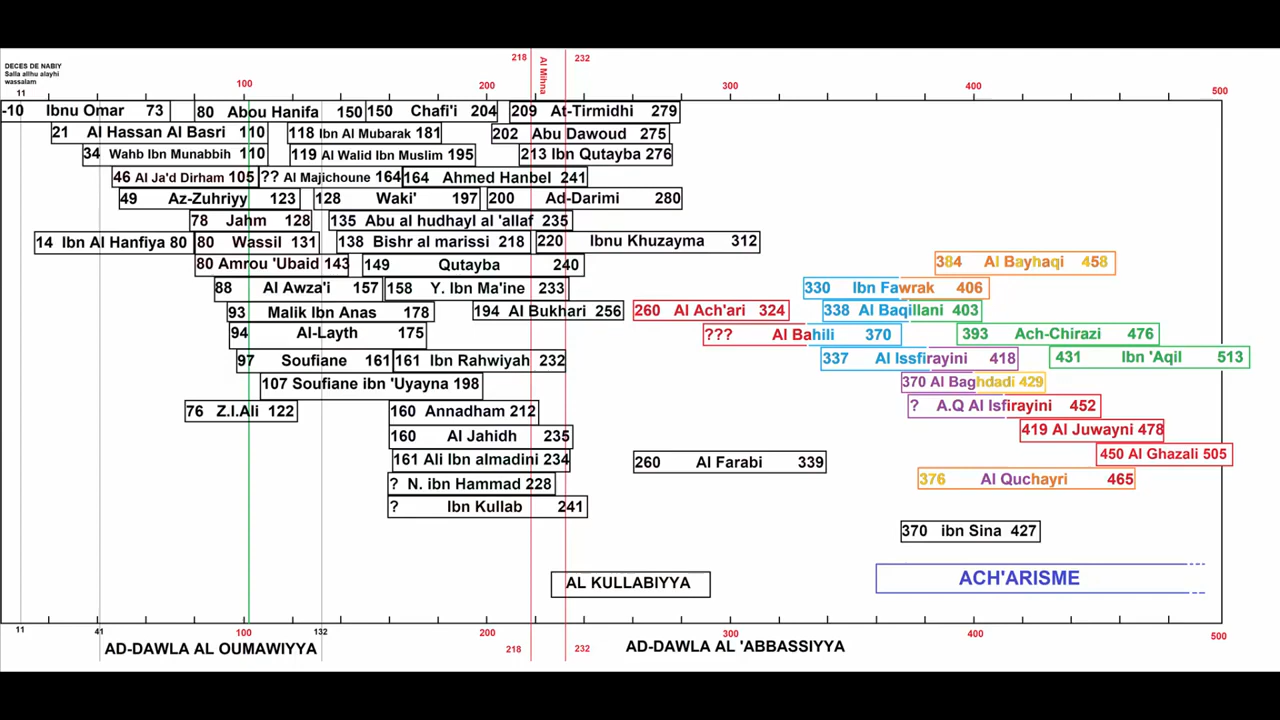 218 Al Mihna 232
DECES DE NABIY
Salla allhu alayhi
wassalam
11 100 200 300 400 500
-10 Ibnu Omar 73 80 Abou Hanifa 150 150 Chafi'i 204 209 At-Tirmidhi 279
21 Al Hassan Al Basri 110 118 Ibn Al Mubarak 181 202 Abu Dawoud 275
34 Wahb Ibn Munabbih 110 119 Al Walid Ibn Muslim 195 213 Ibn Qutayba 276
46 Al Ja'd Dirham 105 ?? Al Majichoune 164 164 Ahmed Hanbel 241
49 Az-Zuhriyy 123 128 Waki' 197 200 Ad-Darimi 280
78 Jahm 128 135 Abu al hudhayl al 'allaf 235
14 Ibn Al Hanfiya 80 80 Wassil 131 138 Bishr al marissi 218 220 Ibnu Khuzayma 312
80 Amrou 'Ubaid 143 149 Qutayba 240 384 Al Bayhaqi 458
88 Al Awza'i 157 158 Y. Ibn Ma'ine 233 330 Ibn Fawrak 406
93 Malik Ibn Anas 178 194 Al Bukhari 256 260 Al Ach'ari 324 338 Al Baqillani 403
94 Al-Layth 175 ??? Al Bahili 370 393 Ach-Chirazi 476
97 Soufiane 161 161 Ibn Rahwiyah 232 337 Al Issfirayini 418 431 Ibn 'Aqil 513
107 Soufiane ibn 'Uyayna 198 370 Al Baghdadi 429
76 Z.I.Ali 122 160 Annadham 212 ? A.Q Al Isfirayini 452
160 Al Jahidh 235 419 Al Juwayni 478
161 Ali Ibn almadini 234 260 Al Farabi 339 450 Al Ghazali 505
? N. ibn Hammad 228 376 Al Quchayri 465
? Ibn Kullab 241
370 ibn Sina 427
AL KULLABIYYA ACH'ARISME
11 41 100 132 200 300 400 500
AD-DAWLA AL OUMAWIYYA 218 232 AD-DAWLA AL 'ABBASSIYYA